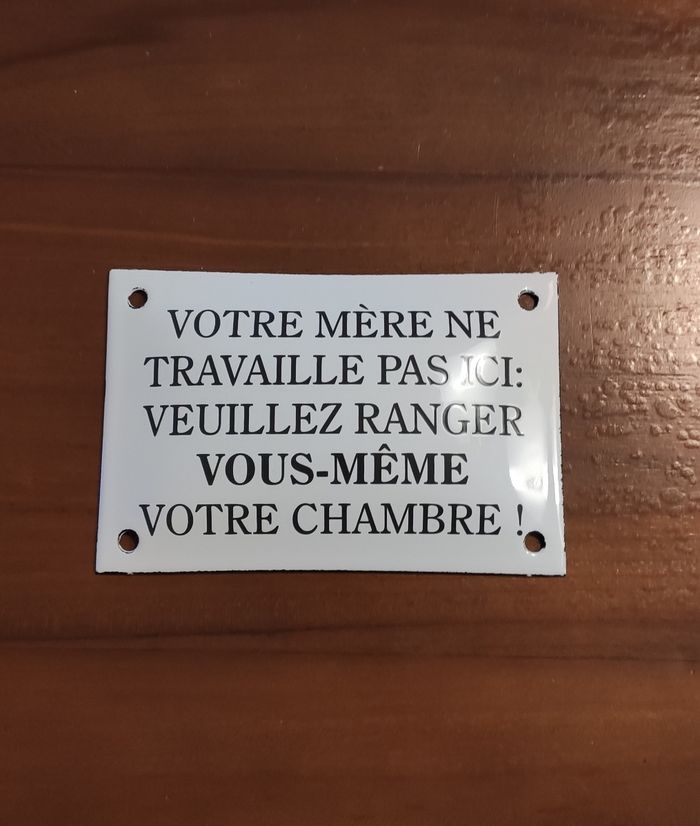 VOTRE MÈRE NE
TRAVAILLE PAS ICI:
VEUILLEZ RANGER
VOUS-MÊME
VOTRE CHAMBRE !